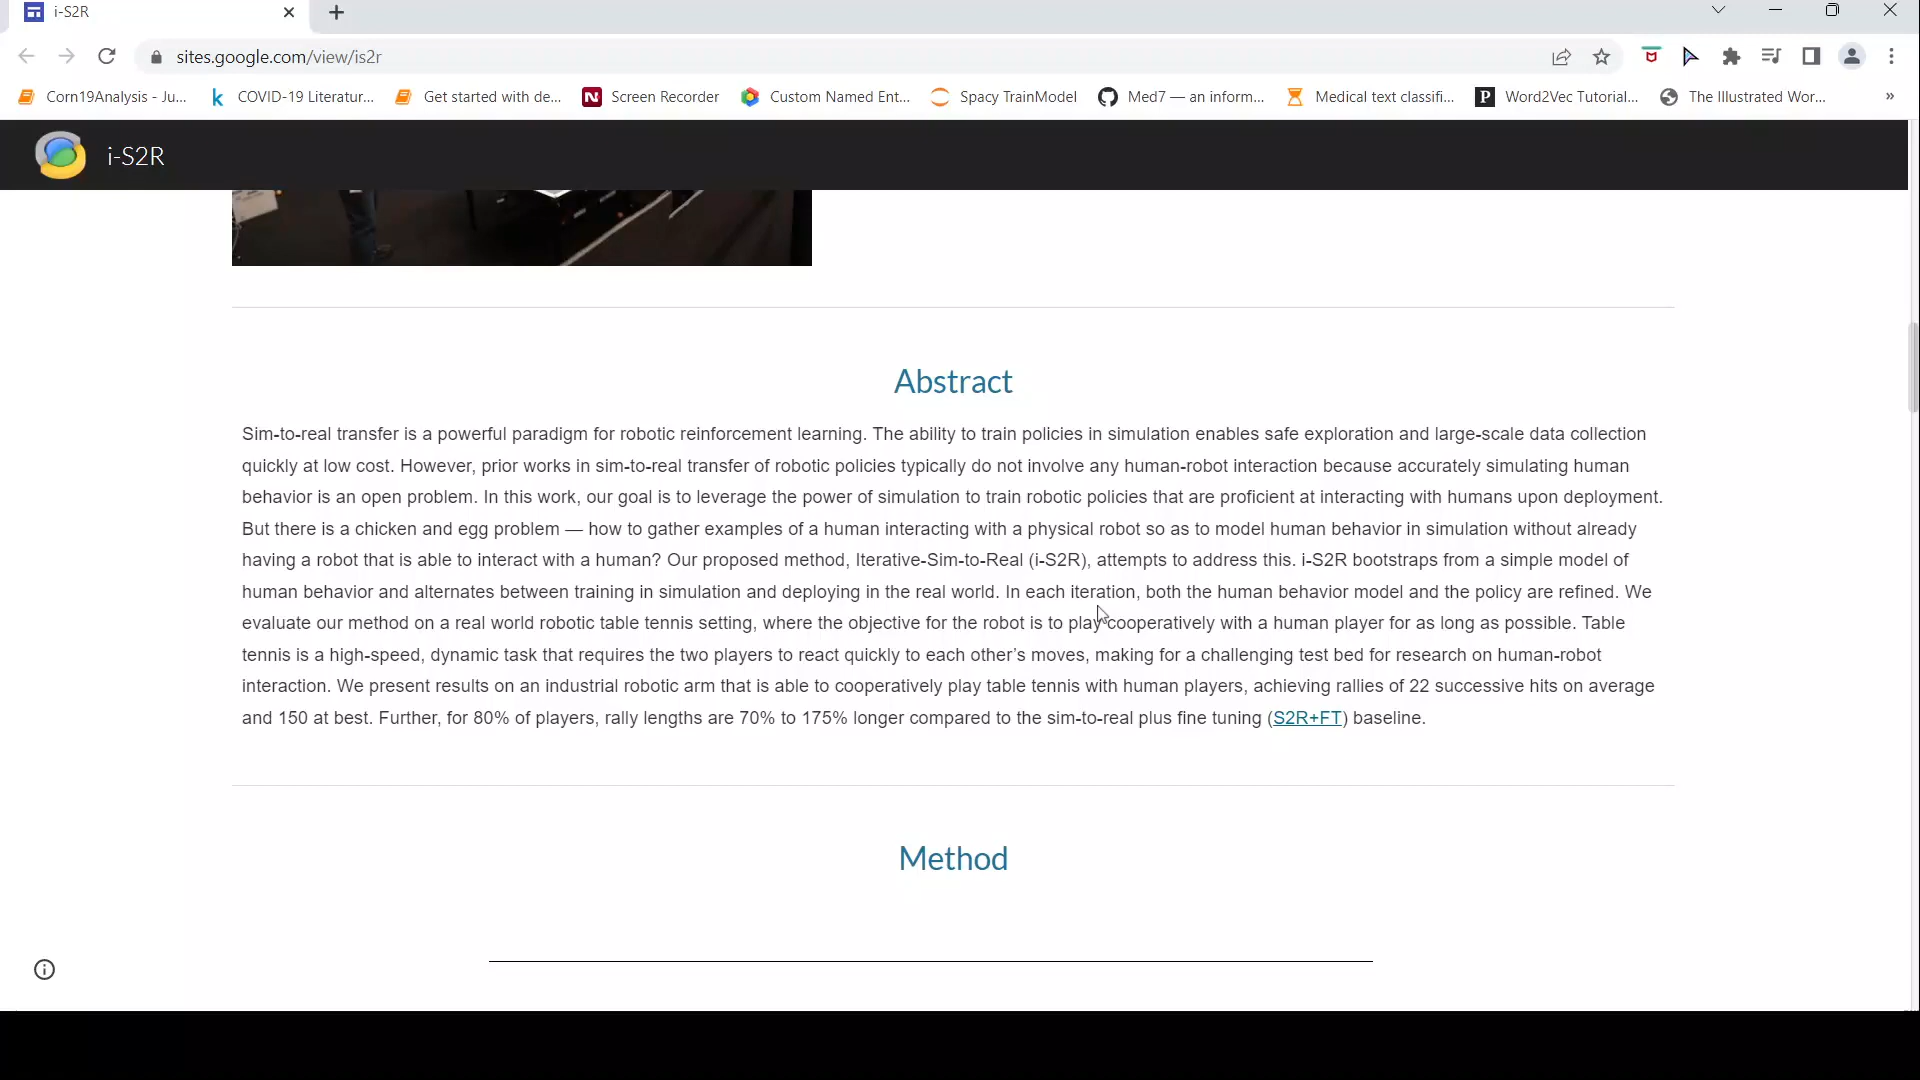 i-S2R
sites.google.com/view/is2r
Corn19Analysis - Ju...
COVID-19 Literatur...
Get started with de...
N
Screen Recorder
Custom Named Ent...
Spacy TrainModel
Med7 — an inform...
Medical text classifi...
P
Word2Vec Tutorial...
The Illustrated Wor...
»
i-S2R
Abstract
Sim-to-real transfer is a powerful paradigm for robotic reinforcement learning. The ability to train policies in simulation enables safe exploration and large-scale data collection
quickly at low cost. However, prior works in sim-to-real transfer of robotic policies typically do not involve any human-robot interaction because accurately simulating human
behavior is an open problem. In this work, our goal is to leverage the power of simulation to train robotic policies that are proficient at interacting with humans upon deployment.
But there is a chicken and egg problem — how to gather examples of a human interacting with a physical robot so as to model human behavior in simulation without already
having a robot that is able to interact with a human? Our proposed method, Iterative-Sim-to-Real (i-S2R), attempts to address this. i-S2R bootstraps from a simple model of
human behavior and alternates between training in simulation and deploying in the real world. In each iteration, both the human behavior model and the policy are refined. We
evaluate our method on a real world robotic table tennis setting, where the objective for the robot is to play cooperatively with a human player for as long as possible. Table
tennis is a high-speed, dynamic task that requires the two players to react quickly to each other's moves, making for a challenging test bed for research on human-robot
interaction. We present results on an industrial robotic arm that is able to cooperatively play table tennis with human players, achieving rallies of 22 successive hits on average
and 150 at best. Further, for 80% of players, rally lengths are 70% to 175% longer compared to the sim-to-real plus fine tuning (S2R+FT) baseline.
Method